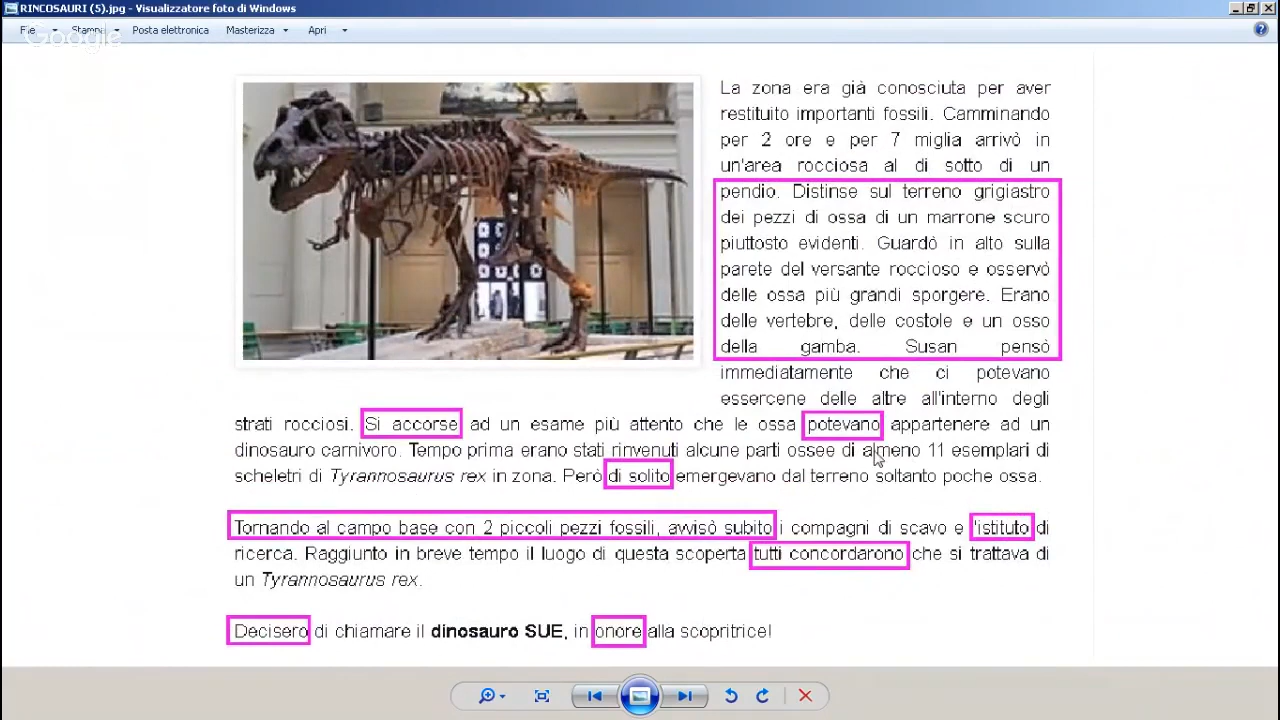 RINCOSAURI (5).jpg - Visualizzatore foto di Windows
File Stampa Posta elettronica Masterizza Apri
Google
La zona era già conosciuta per aver
restituito importanti fossili. Camminando
per 2 ore e per 7 miglia arrivò in
un'area rocciosa al di sotto di un
pendio. Distinse sul terreno grigiastro
dei pezzi di ossa di un marrone scuro
piuttosto evidenti. Guardò in alto sulla
parete del versante roccioso e osservò
delle ossa più grandi sporgere. Erano
delle vertebre, delle costole e un osso
della gamba. Susan pensò
immediatamente che ci potevano
essercene delle altre all'interno degli
strati rocciosi. Si accorse ad un esame più attento che le ossa potevano appartenere ad un
dinosauro carnivoro. Tempo prima erano stati rinvenuti alcune parti ossee di almeno 11 esemplari di
scheletri di Tyrannosaurus rex in zona. Però di solito emergevano dal terreno soltanto poche ossa.
Tornando al campo base con 2 piccoli pezzi fossili, avvisò subito i compagni di scavo e l'istituto di
ricerca. Raggiunto in breve tempo il luogo di questa scoperta tutti concordarono che si trattava di
un Tyrannosaurus rex.
Decisero di chiamare il dinosauro SUE, in onore alla scopritrice!